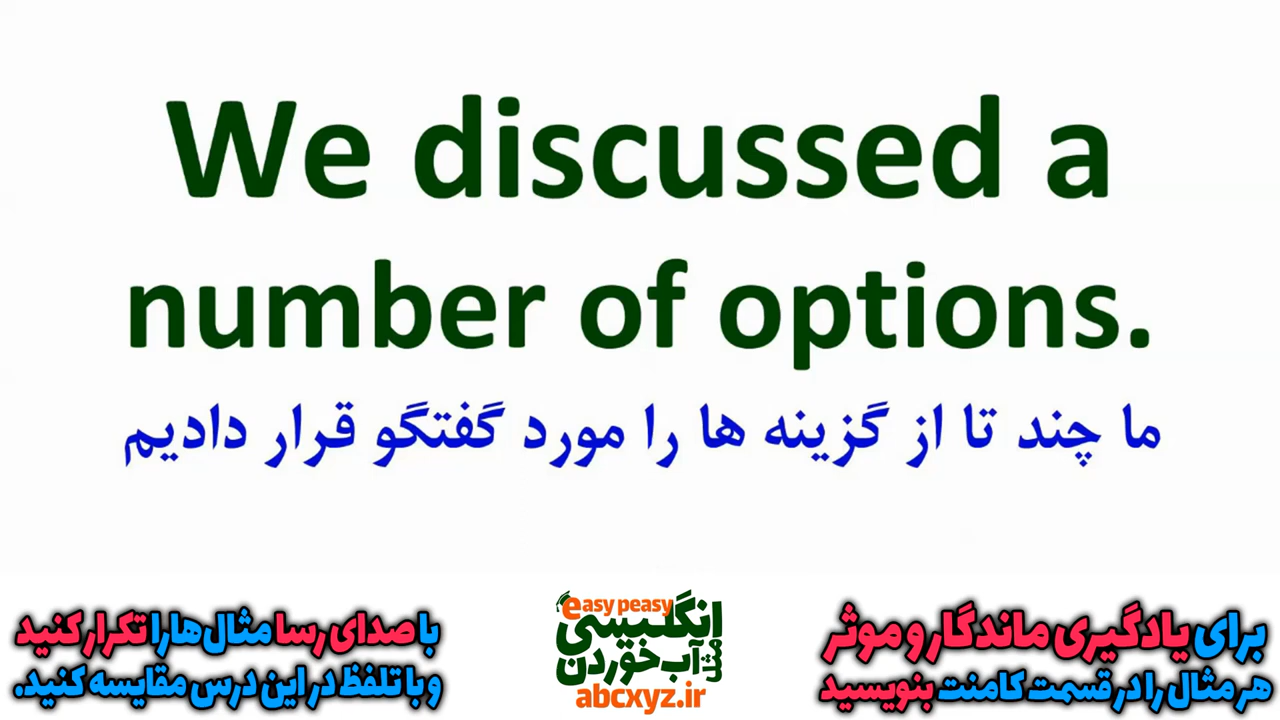 We discussed a
number of options.
ما چند تا از گزینه ها را مورد گفتگو قرار دادیم
برای یادگیری ماندگار و موثر
هر مثال را در قسمت کامنت بنویسید
easy peasy
انگلیسی
مثل آب خوردن
abcxyz.ir
با صدای رسا مثال‌ها را تکرار کنید
و با تلفظ در این درس مقایسه کنید.